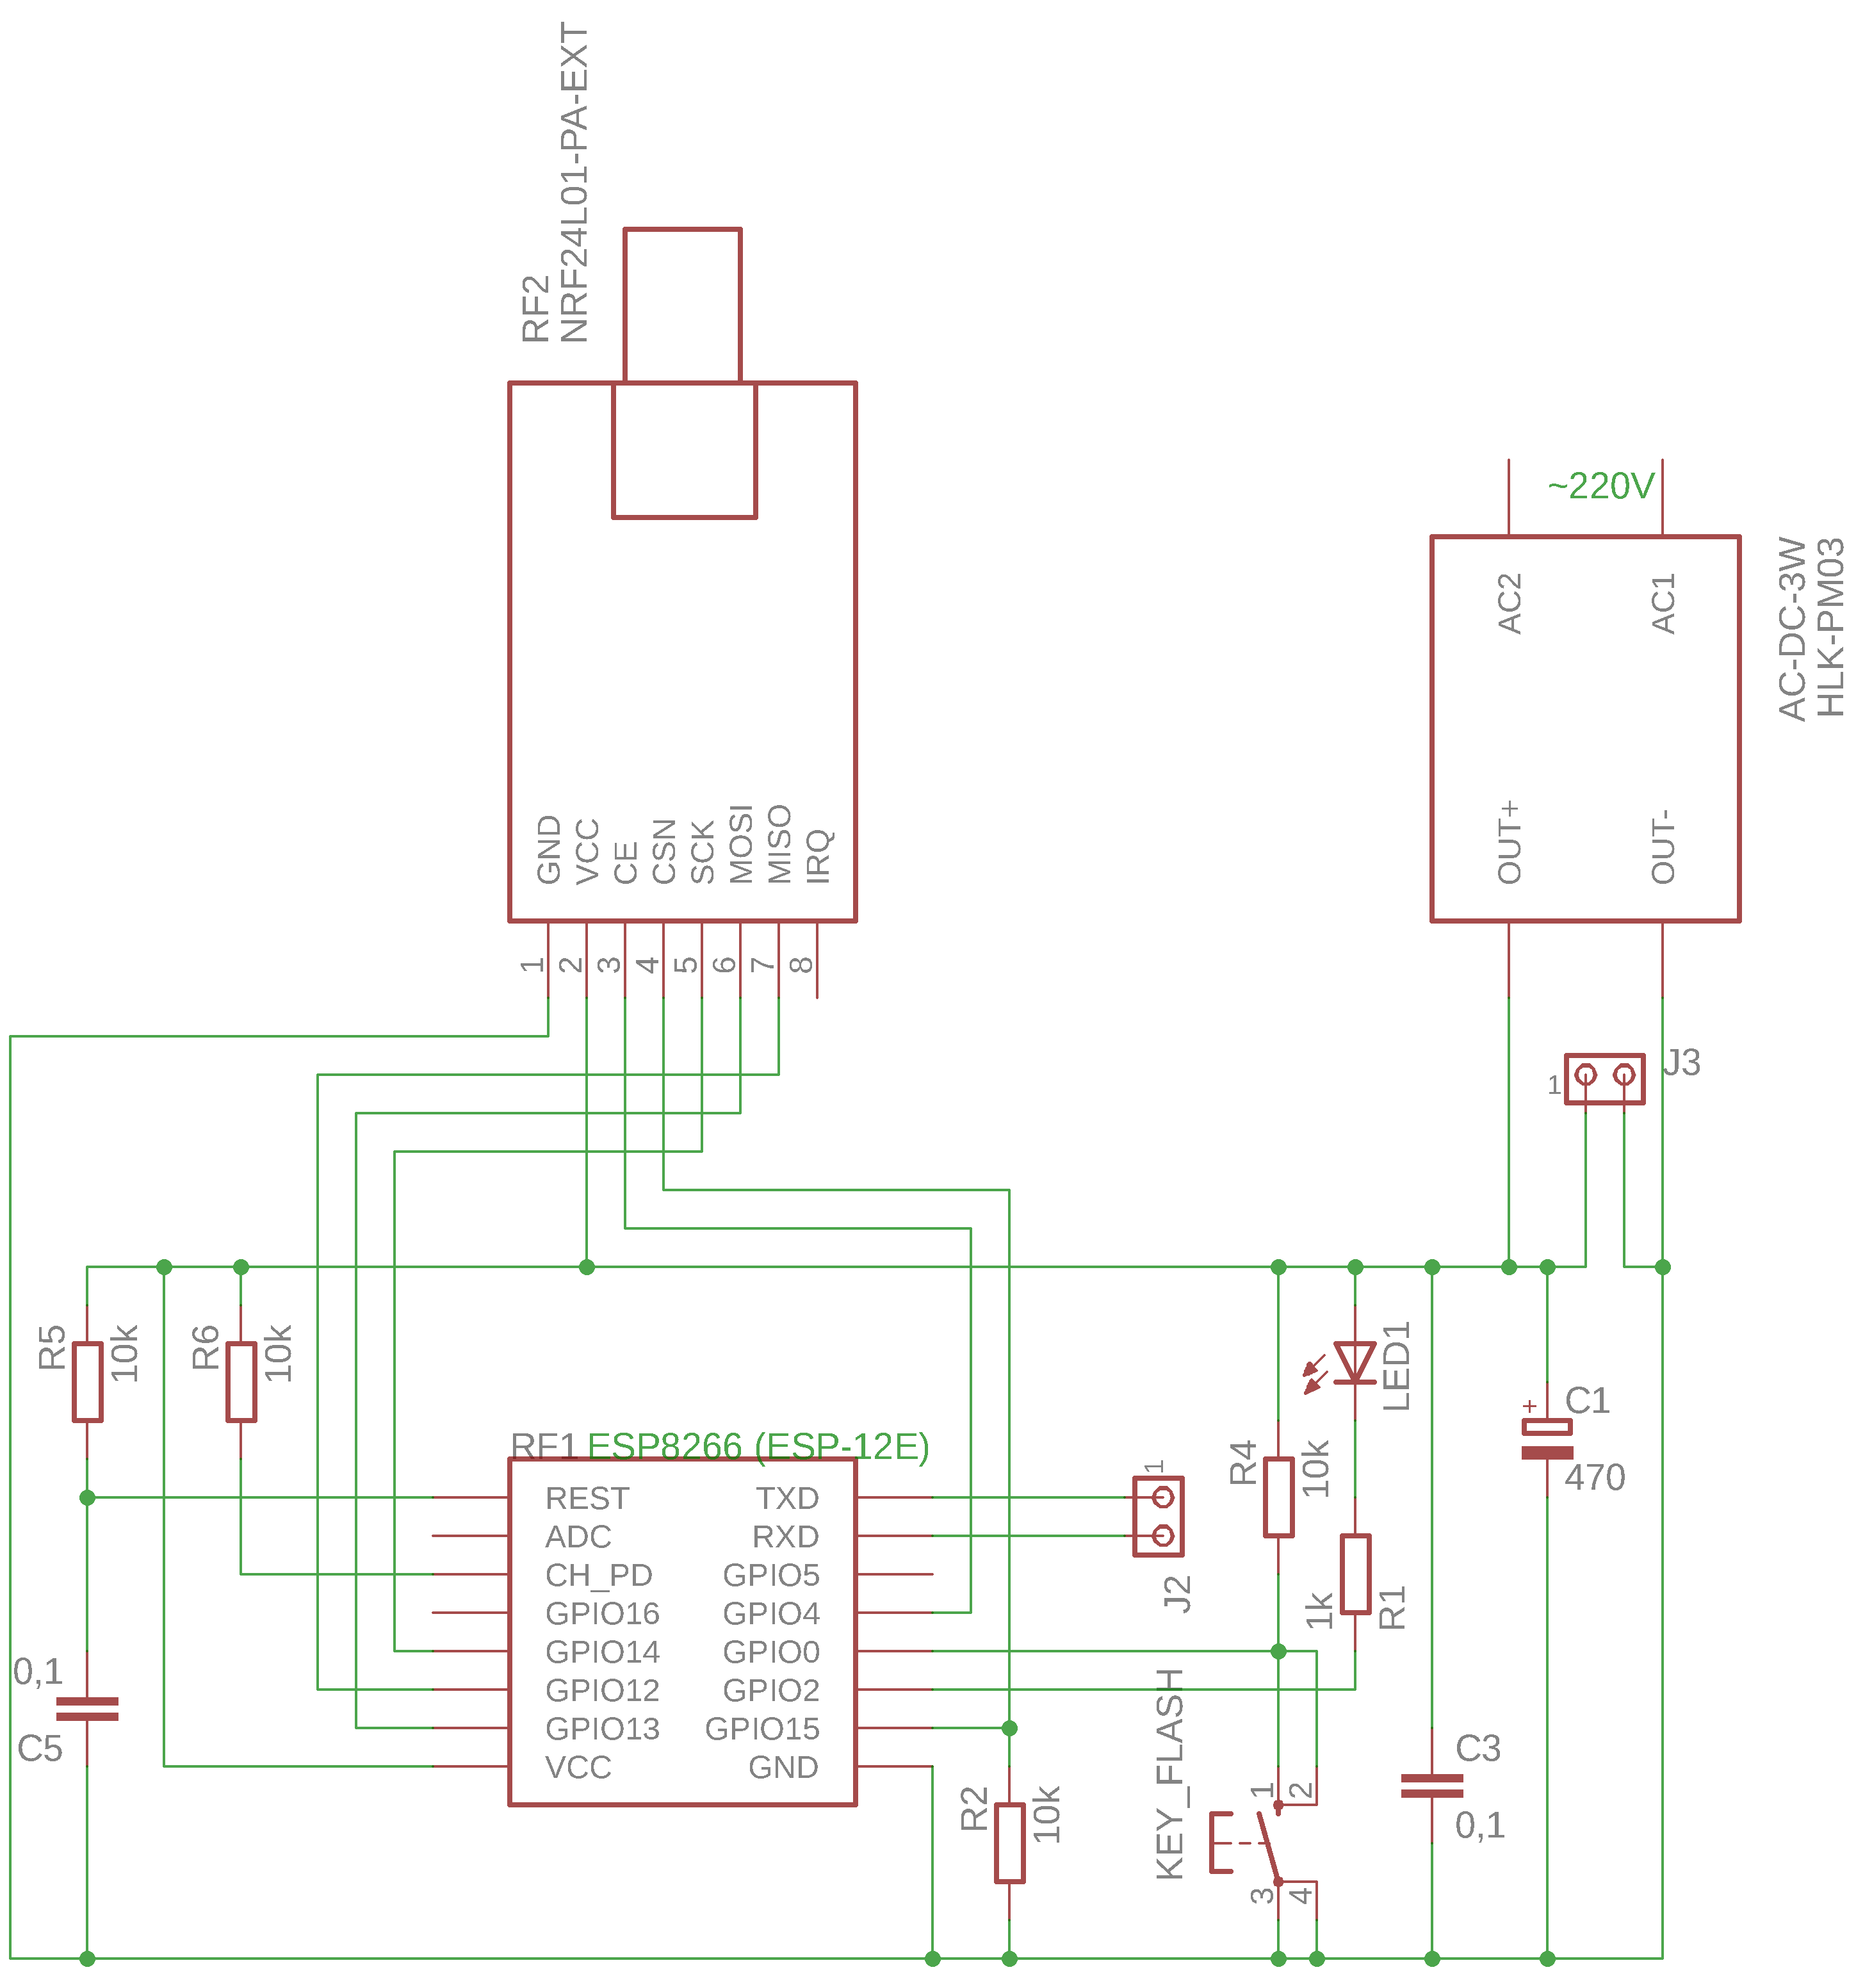 RF2
NRF24L01-PA-EXT
GND
VCC
CE
CSN
SCK
MOSI
MISO
IRQ
1
2
3
4
5
6
7
8
~220V
AC2
AC1
OUT+
OUT-
AC-DC-3W
HLK-PM03
1
J3
R5
10k
R6
10k
LED1
+
C1
470
R4
10k
1k
R1
RF1 ESP8266 (ESP-12E)
REST
ADC
CH_PD
GPIO16
GPIO14
GPIO12
GPIO13
VCC
TXD
RXD
GPIO5
GPIO4
GPIO0
GPIO2
GPIO15
GND
1
J2
0,1
C5
R2
10k
KEY_FLASH
1
2
3
4
C3
0,1